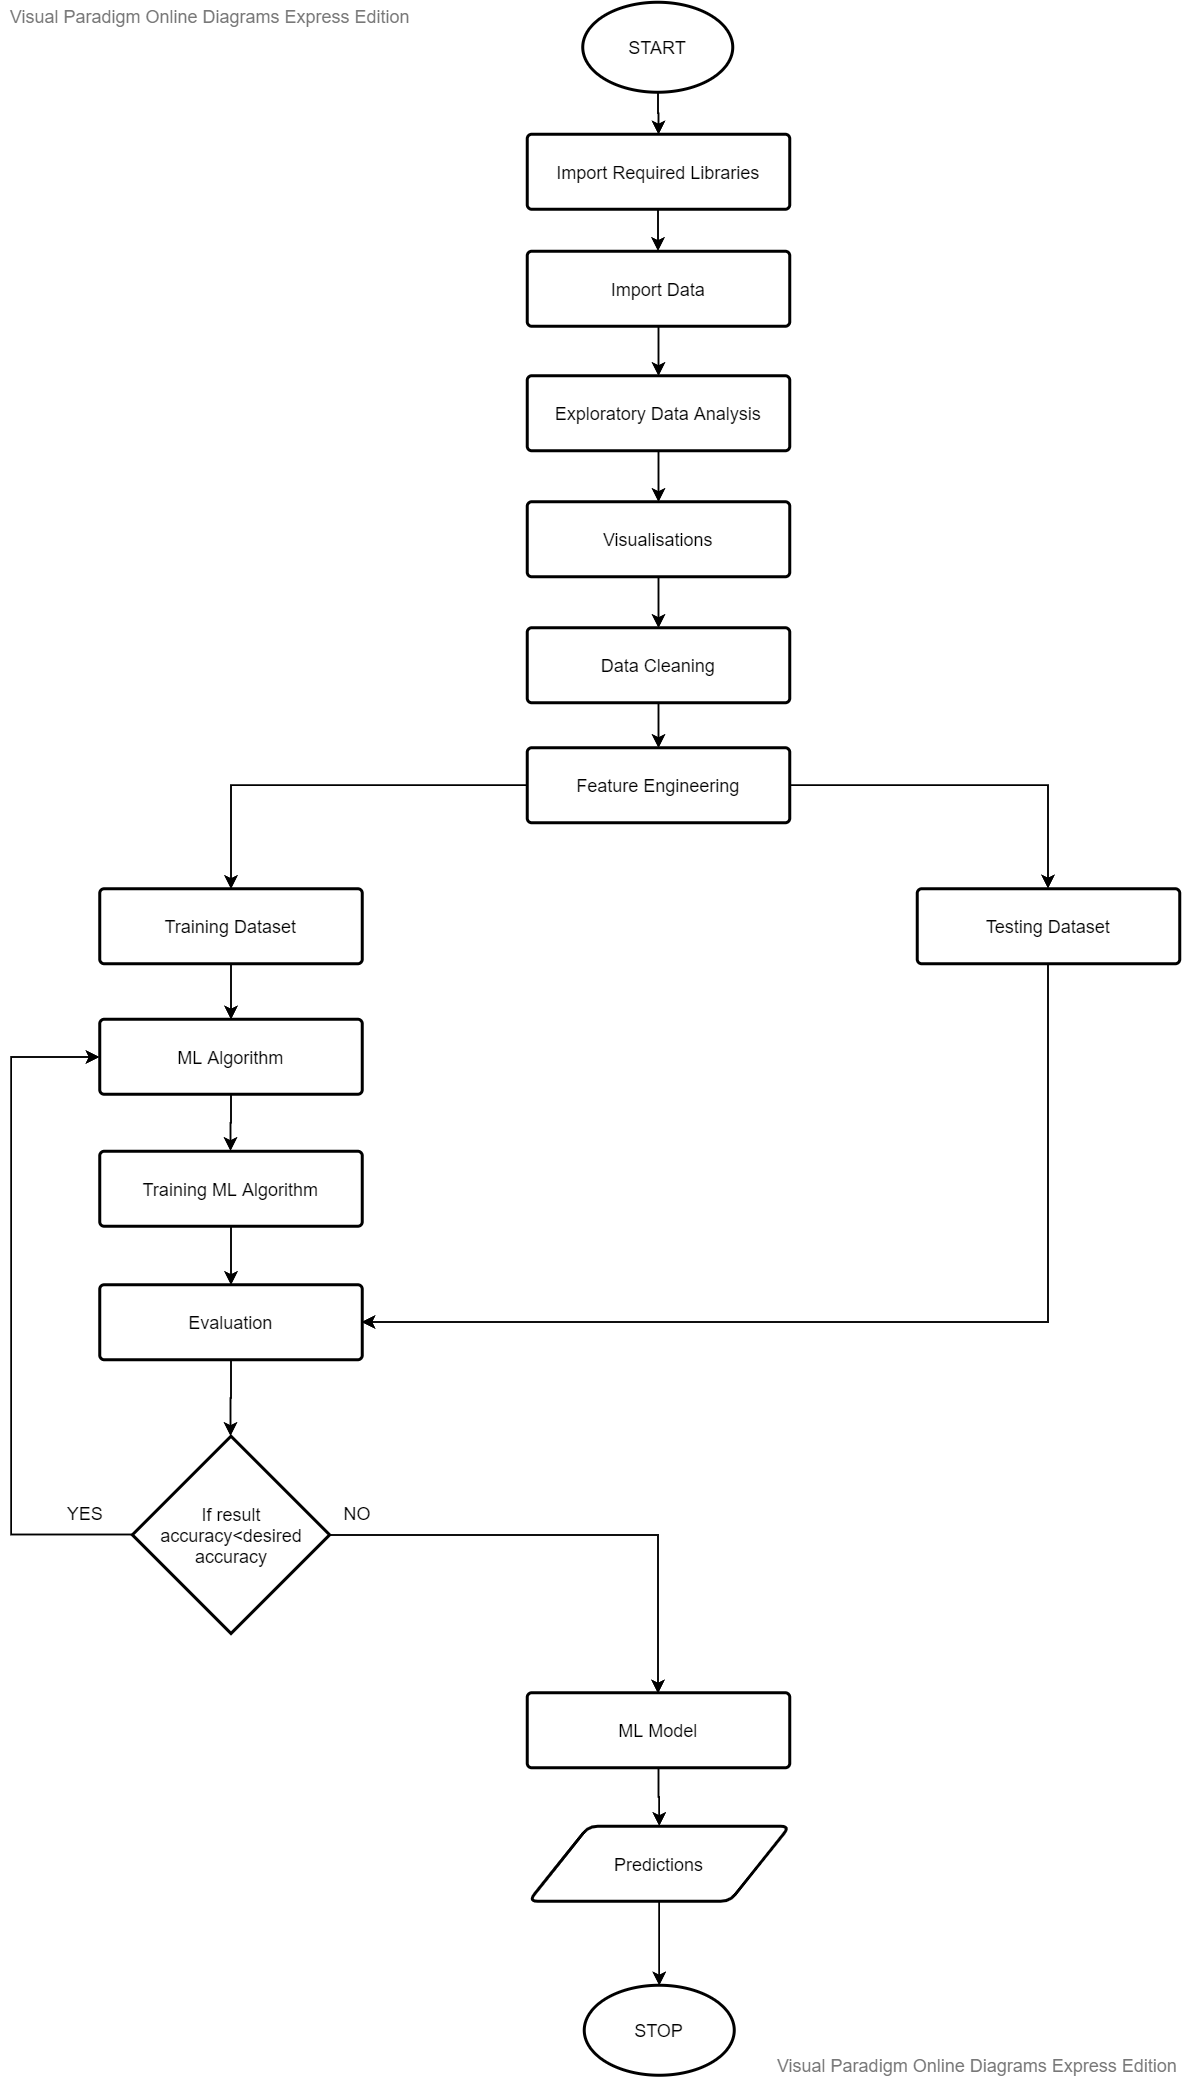 Visual Paradigm Online Diagrams Express Edition
START
Import Required Libraries
Import Data
Exploratory Data Analysis
Visualisations
Data Cleaning
Feature Engineering
Training Dataset
Testing Dataset
ML Algorithm
Training ML Algorithm
Evaluation
YES
If result
accuracy<desired
accuracy
NO
ML Model
Predictions
STOP
Visual Paradigm Online Diagrams Express Edition